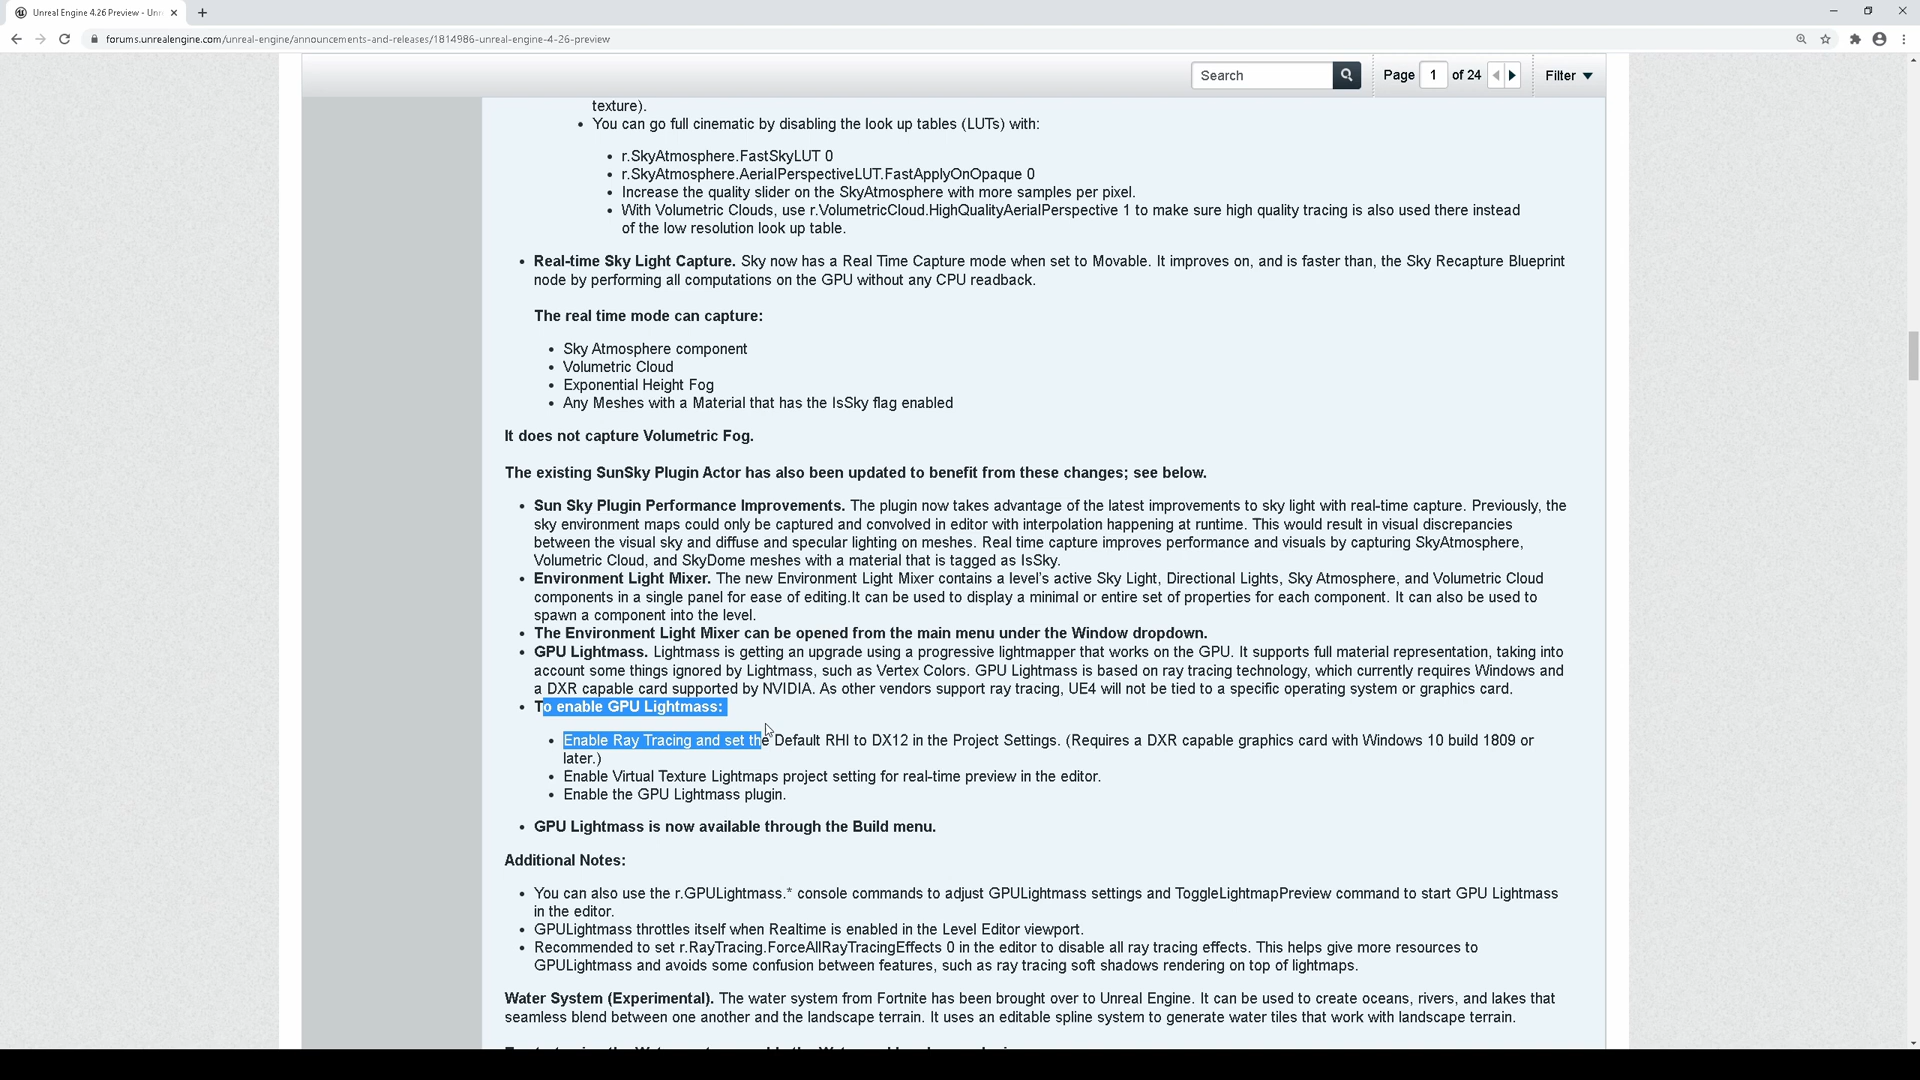 Unreal Engine 4.26 Preview - Unr
forums.unrealengine.com/unreal-engine/announcements-and-releases/1814986-unreal-engine-4-26-preview
Search
Page 1 of 24
Filter
texture).
You can go full cinematic by disabling the look up tables (LUTs) with:
r.SkyAtmosphere.FastSkyLUT 0
r.SkyAtmosphere.AerialPerspectiveLUT.FastApplyOnOpaque 0
Increase the quality slider on the SkyAtmosphere with more samples per pixel.
With Volumetric Clouds, use r.VolumetricCloud.HighQualityAerialPerspective 1 to make sure high quality tracing is also used there instead
of the low resolution look up table.
Real-time Sky Light Capture. Sky now has a Real Time Capture mode when set to Movable. It improves on, and is faster than, the Sky Recapture Blueprint
node by performing all computations on the GPU without any CPU readback.
The real time mode can capture:
Sky Atmosphere component
Volumetric Cloud
Exponential Height Fog
Any Meshes with a Material that has the IsSky flag enabled
It does not capture Volumetric Fog.
The existing SunSky Plugin Actor has also been updated to benefit from these changes; see below.
Sun Sky Plugin Performance Improvements. The plugin now takes advantage of the latest improvements to sky light with real-time capture. Previously, the
sky environment maps could only be captured and convolved in editor with interpolation happening at runtime. This would result in visual discrepancies
between the visual sky and diffuse and specular lighting on meshes. Real time capture improves performance and visuals by capturing SkyAtmosphere,
Volumetric Cloud, and SkyDome meshes with a material that is tagged as IsSky.
Environment Light Mixer. The new Environment Light Mixer contains a level's active Sky Light, Directional Lights, Sky Atmosphere, and Volumetric Cloud
components in a single panel for ease of editing.It can be used to display a minimal or entire set of properties for each component. It can also be used to
spawn a component into the level.
The Environment Light Mixer can be opened from the main menu under the Window dropdown.
GPU Lightmass. Lightmass is getting an upgrade using a progressive lightmapper that works on the GPU. It supports full material representation, taking into
account some things ignored by Lightmass, such as Vertex Colors. GPU Lightmass is based on ray tracing technology, which currently requires Windows and
a DXR capable card supported by NVIDIA. As other vendors support ray tracing, UE4 will not be tied to a specific operating system or graphics card.
To enable GPU Lightmass:
Enable Ray Tracing and set the Default RHI to DX12 in the Project Settings. (Requires a DXR capable graphics card with Windows 10 build 1809 or
later.)
Enable Virtual Texture Lightmaps project setting for real-time preview in the editor.
Enable the GPU Lightmass plugin.
GPU Lightmass is now available through the Build menu.
Additional Notes:
You can also use the r.GPULightmass.* console commands to adjust GPULightmass settings and ToggleLightmapPreview command to start GPU Lightmass
in the editor.
GPULightmass throttles itself when Realtime is enabled in the Level Editor viewport.
Recommended to set r.RayTracing.ForceAllRayTracingEffects 0 in the editor to disable all ray tracing effects. This helps give more resources to
GPULightmass and avoids some confusion between features, such as ray tracing soft shadows rendering on top of lightmaps.
Water System (Experimental). The water system from Fortnite has been brought over to Unreal Engine. It can be used to create oceans, rivers, and lakes that
seamless blend between one another and the landscape terrain. It uses an editable spline system to generate water tiles that work with landscape terrain.